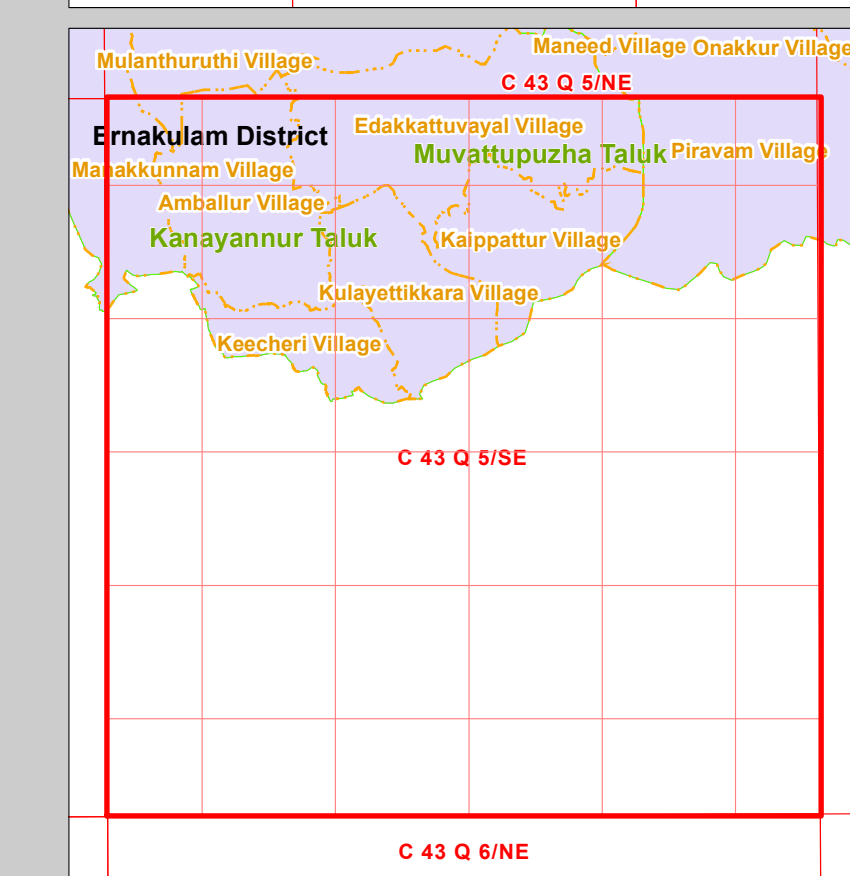 Maneed Village
Onakkur Village
Mulanthuruthi Village
C 43 Q 5/NE
Edakkattuvayal Village
Ernakulam District
Muvattupuzha Taluk
Piravam Village
Manakkunnam Village
Amballur Village
Kanayannur Taluk
Kaippattur Village
Kulayettikkara Village
Keecheri Village
C 43 Q 5/SE
C 43 Q 6/NE